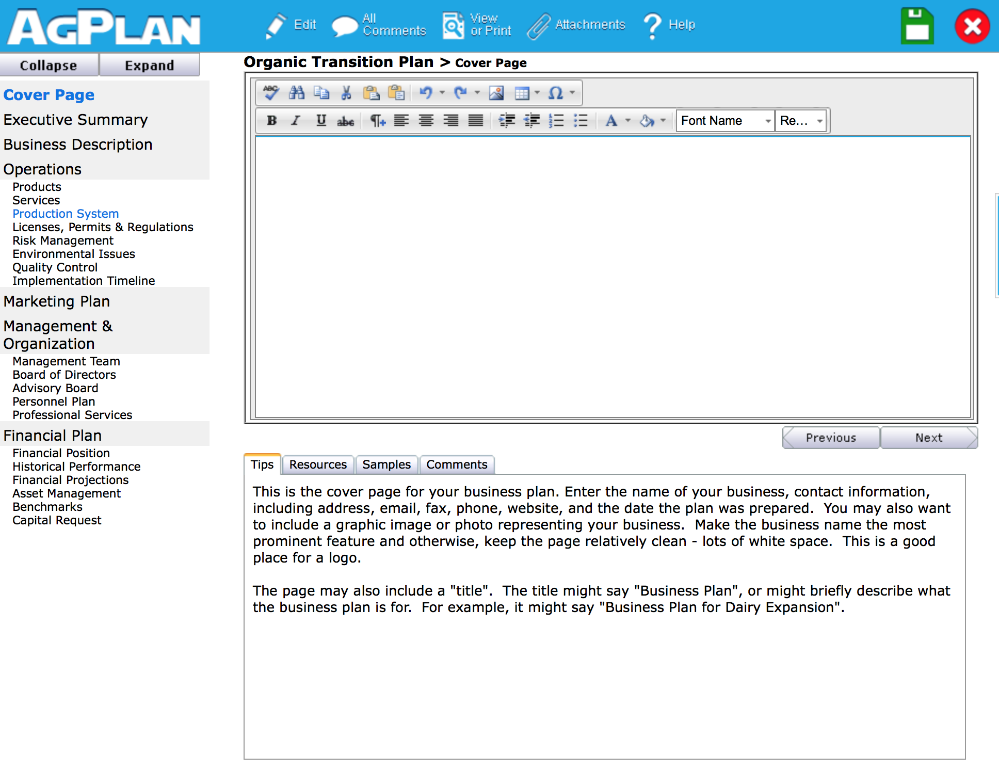 AGPLAN
Edit
All Comments
View or Print
Attachments
Help
Collapse
Expand
Organic Transition Plan > Cover Page
Cover Page
Executive Summary
Business Description
Operations
Products
Services
Production System
Licenses, Permits & Regulations
Risk Management
Environmental Issues
Quality Control
Implementation Timeline
Marketing Plan
Management &
Organization
Management Team
Board of Directors
Advisory Board
Personnel Plan
Professional Services
Financial Plan
Financial Position
Historical Performance
Financial Projections
Asset Management
Benchmarks
Capital Request
ABC
Ω
B I U abc
A
Font Name
Re...
Previous
Next
Tips
Resources
Samples
Comments
This is the cover page for your business plan. Enter the name of your business, contact information,
including address, email, fax, phone, website, and the date the plan was prepared.  You may also want
to include a graphic image or photo representing your business.  Make the business name the most
prominent feature and otherwise, keep the page relatively clean - lots of white space.  This is a good
place for a logo.
The page may also include a "title".  The title might say "Business Plan", or might briefly describe what
the business plan is for.  For example, it might say "Business Plan for Dairy Expansion".